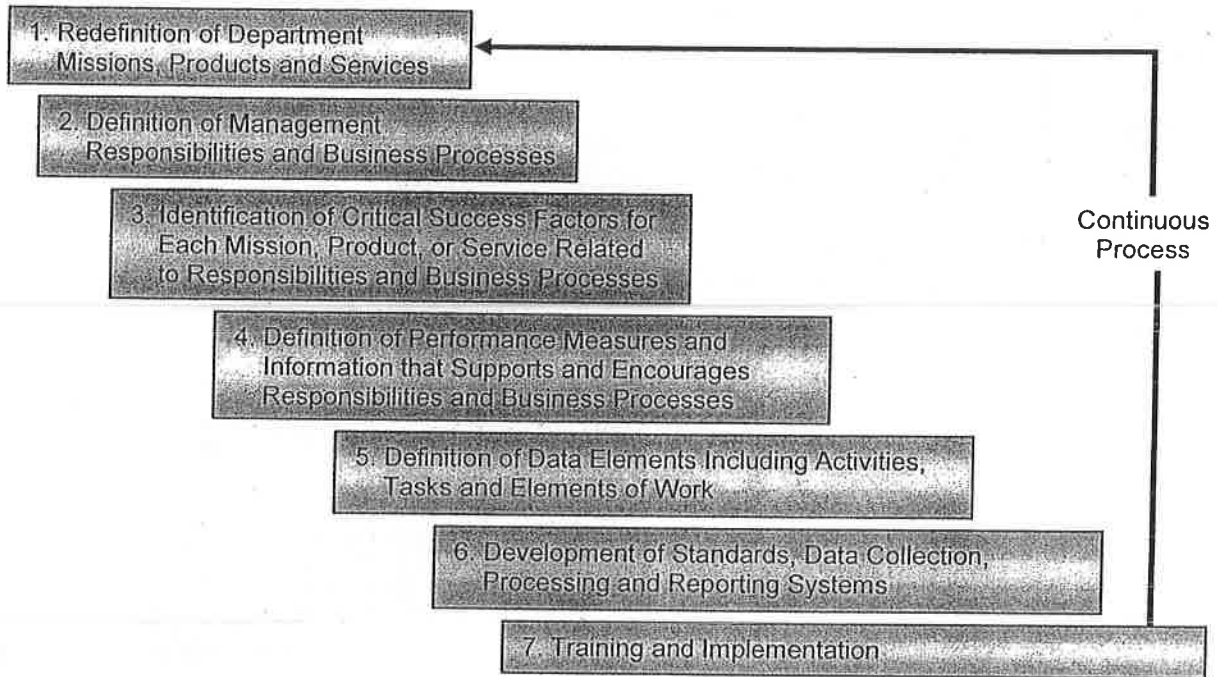 1. Redefinition of Department
Missions, Products and Services
2. Definition of Management
Responsibilities and Business Processes
3. Identification of Critical Success Factors for
Each Mission, Product, or Service Related
to Responsibilities and Business Processes
4. Definition of Performance Measures and
Information that Supports and Encourages
Responsibilities and Business Processes
5. Definition of Data Elements Including Activities,
Tasks and Elements of Work
6. Development of Standards, Data Collection,
Processing and Reporting Systems
7. Training and Implementation
Continuous
Process